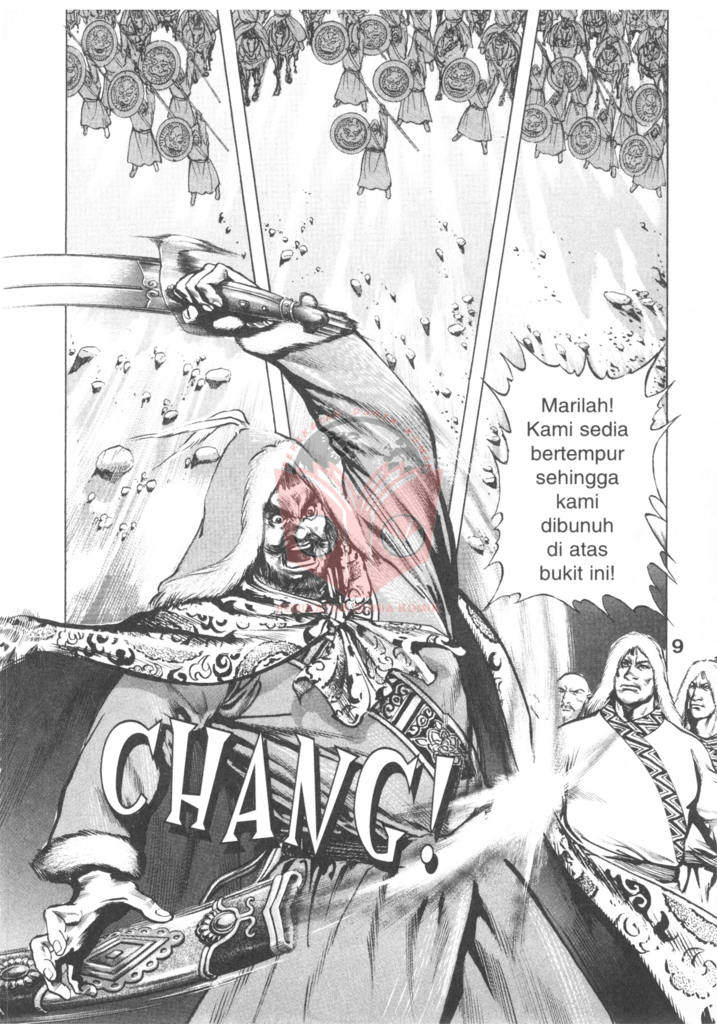 Marilah!
Kami sedia
bertempur
sehingga
kami
dibunuh
di atas
bukit ini!
9
CHANG!